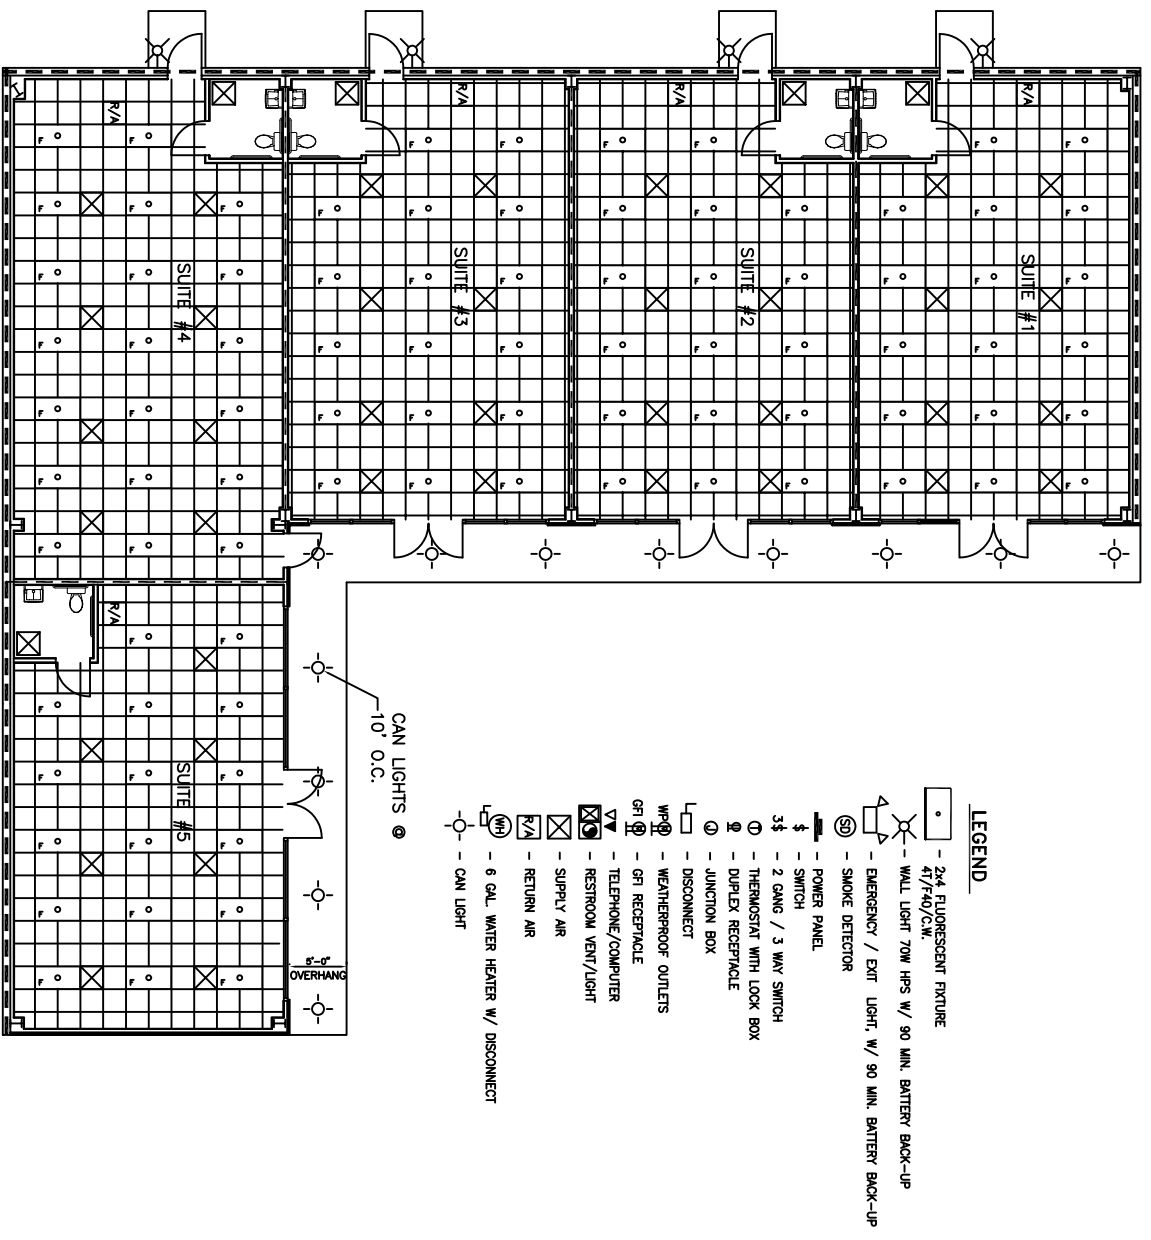 SUITE #1
SUITE #2
SUITE #3
SUITE #4
SUITE #5
R/A
R/A
R/A
R/A
R/A
CAN LIGHTS @
10' O.C.
5'-0"
OVERHANG
LEGEND
- 2x4 FLUORESCENT FIXTURE
4T/F40/C.W.
- WALL LIGHT 70W HPS W/ 90 MIN. BATTERY BACK-UP
- EMERGENCY / EXIT LIGHT, W/ 90 MIN. BATTERY BACK-UP
SD - SMOKE DETECTOR
- POWER PANEL
$ - SWITCH
3$ - 2 GANG / 3 WAY SWITCH
T - THERMOSTAT WITH LOCK BOX
- DUPLEX RECEPTACLE
J - JUNCTION BOX
- DISCONNECT
WP - WEATHERPROOF OUTLETS
GFI - GFI RECEPTACLE
- TELEPHONE/COMPUTER
- RESTROOM VENT/LIGHT
- SUPPLY AIR
R/A - RETURN AIR
WH - 6 GAL. WATER HEATER W/ DISCONNECT
- CAN LIGHT